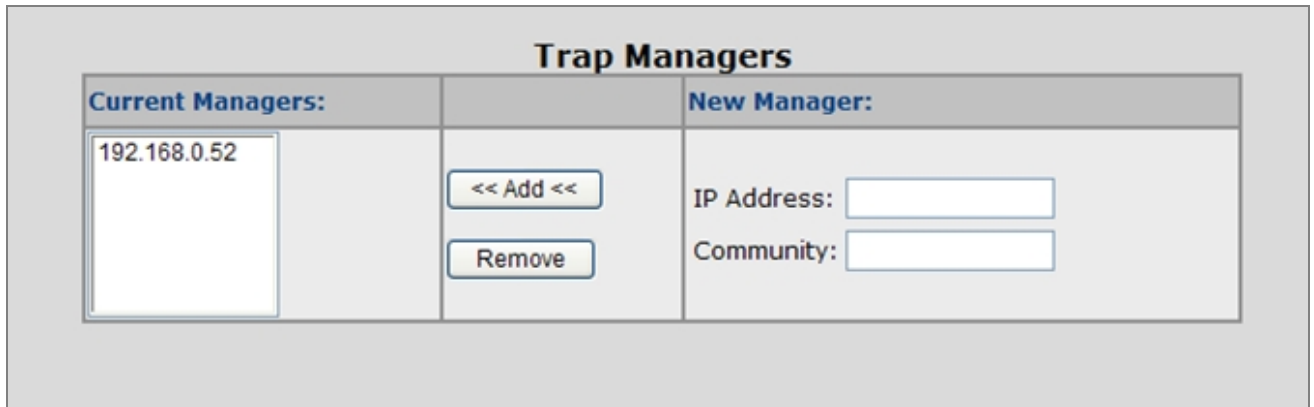 Trap Managers
Current Managers:
New Manager:
192.168.0.52
<< Add <<
Remove
IP Address:
Community: